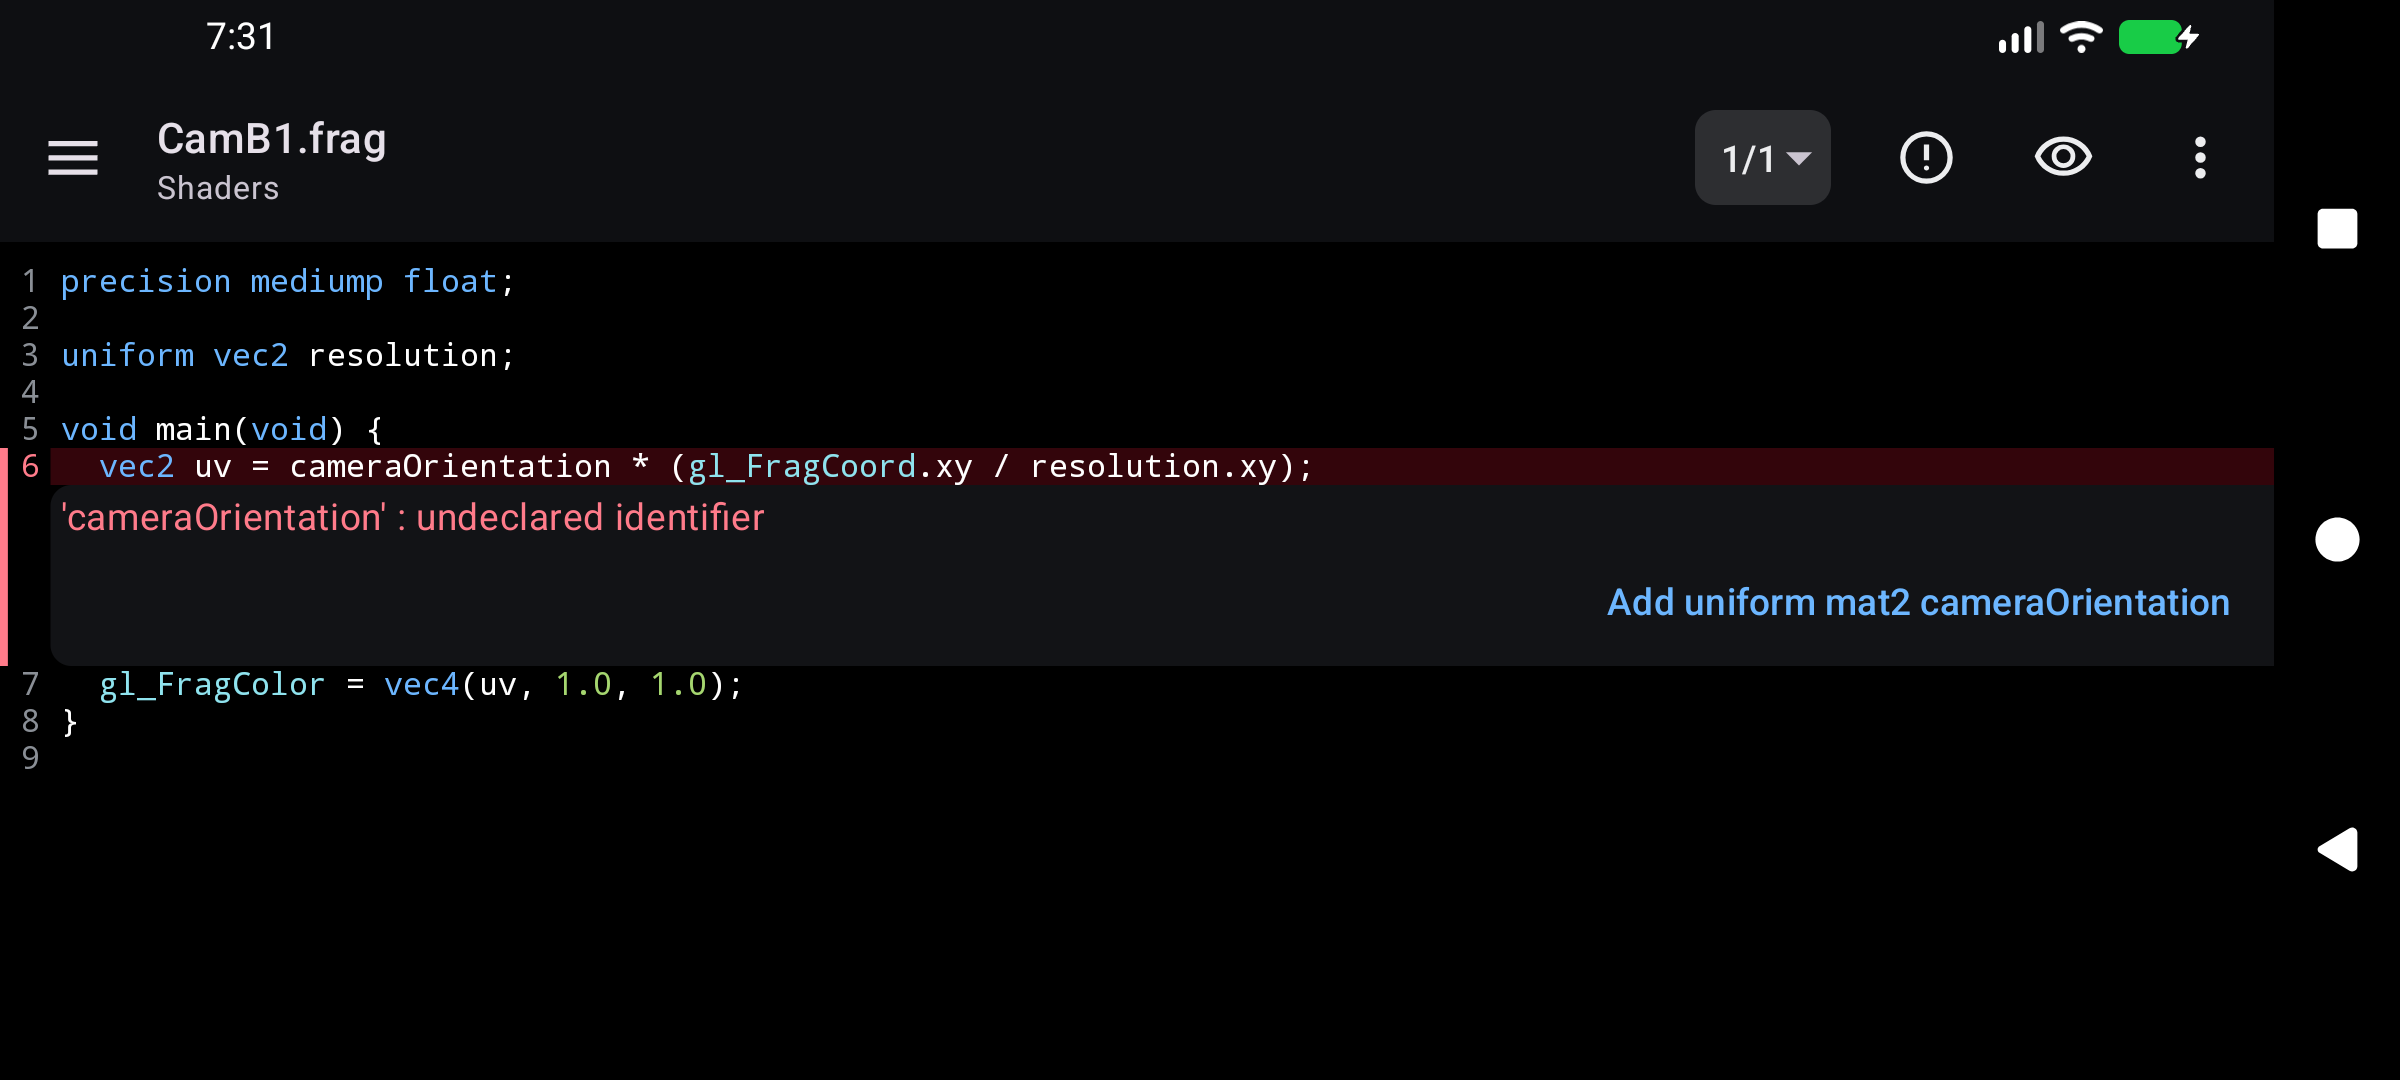 7:31
CamB1.frag
Shaders
1/1
1 precision mediump float;
2
3 uniform vec2 resolution;
4
5 void main(void) {
6   vec2 uv = cameraOrientation * (gl_FragCoord.xy / resolution.xy);
'cameraOrientation' : undeclared identifier
Add uniform mat2 cameraOrientation
7   gl_FragColor = vec4(uv, 1.0, 1.0);
8 }
9